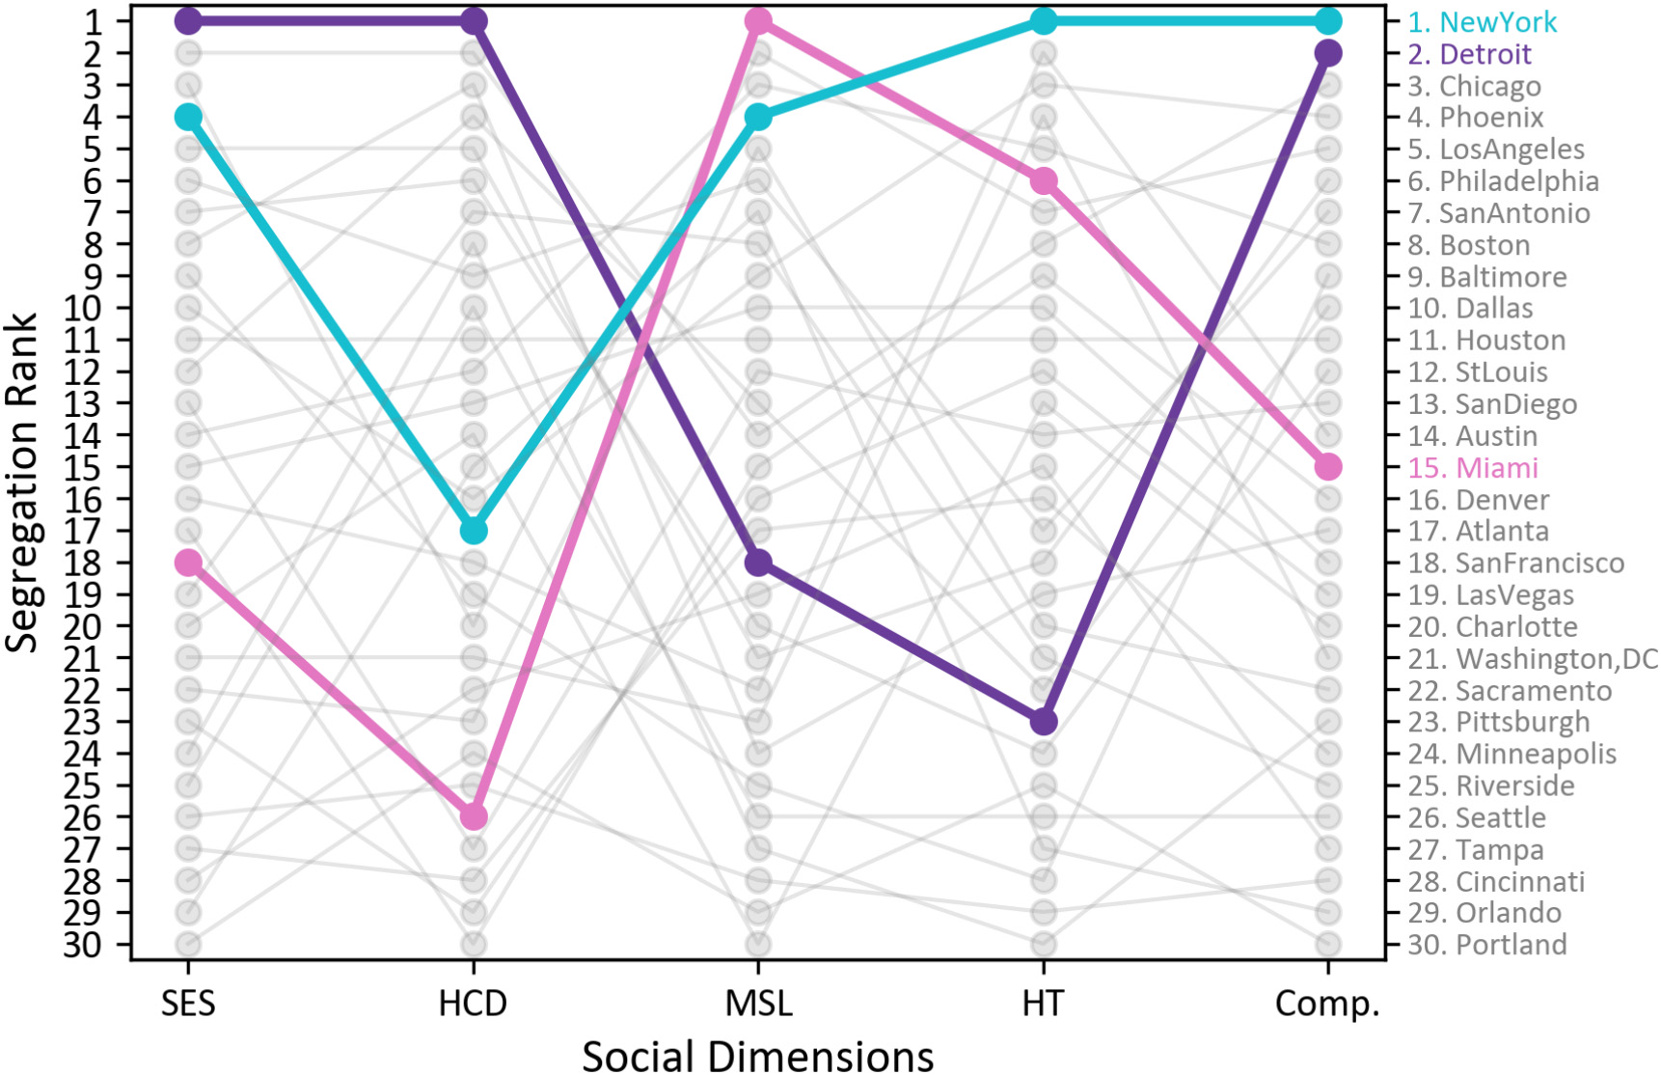 1
2
3
4
5
6
7
8
9
10
11
12
13
14
15
16
17
18
19
20
21
22
23
24
25
26
27
28
29
30
Segregation Rank
SES
HCD
MSL
HT
Comp.
Social Dimensions
1. NewYork
2. Detroit
3. Chicago
4. Phoenix
5. LosAngeles
6. Philadelphia
7. SanAntonio
8. Boston
9. Baltimore
10. Dallas
11. Houston
12. StLouis
13. SanDiego
14. Austin
15. Miami
16. Denver
17. Atlanta
18. SanFrancisco
19. LasVegas
20. Charlotte
21. Washington,DC
22. Sacramento
23. Pittsburgh
24. Minneapolis
25. Riverside
26. Seattle
27. Tampa
28. Cincinnati
29. Orlando
30. Portland